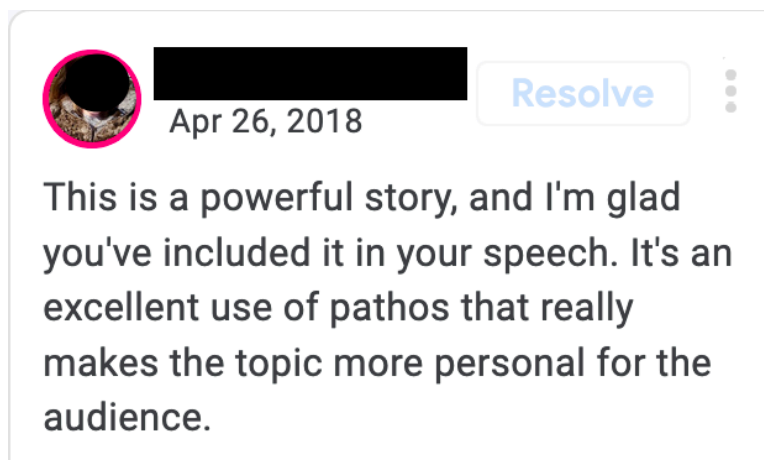 Resolve
Apr 26, 2018
This is a powerful story, and I'm glad
you've included it in your speech. It's an
excellent use of pathos that really
makes the topic more personal for the
audience.